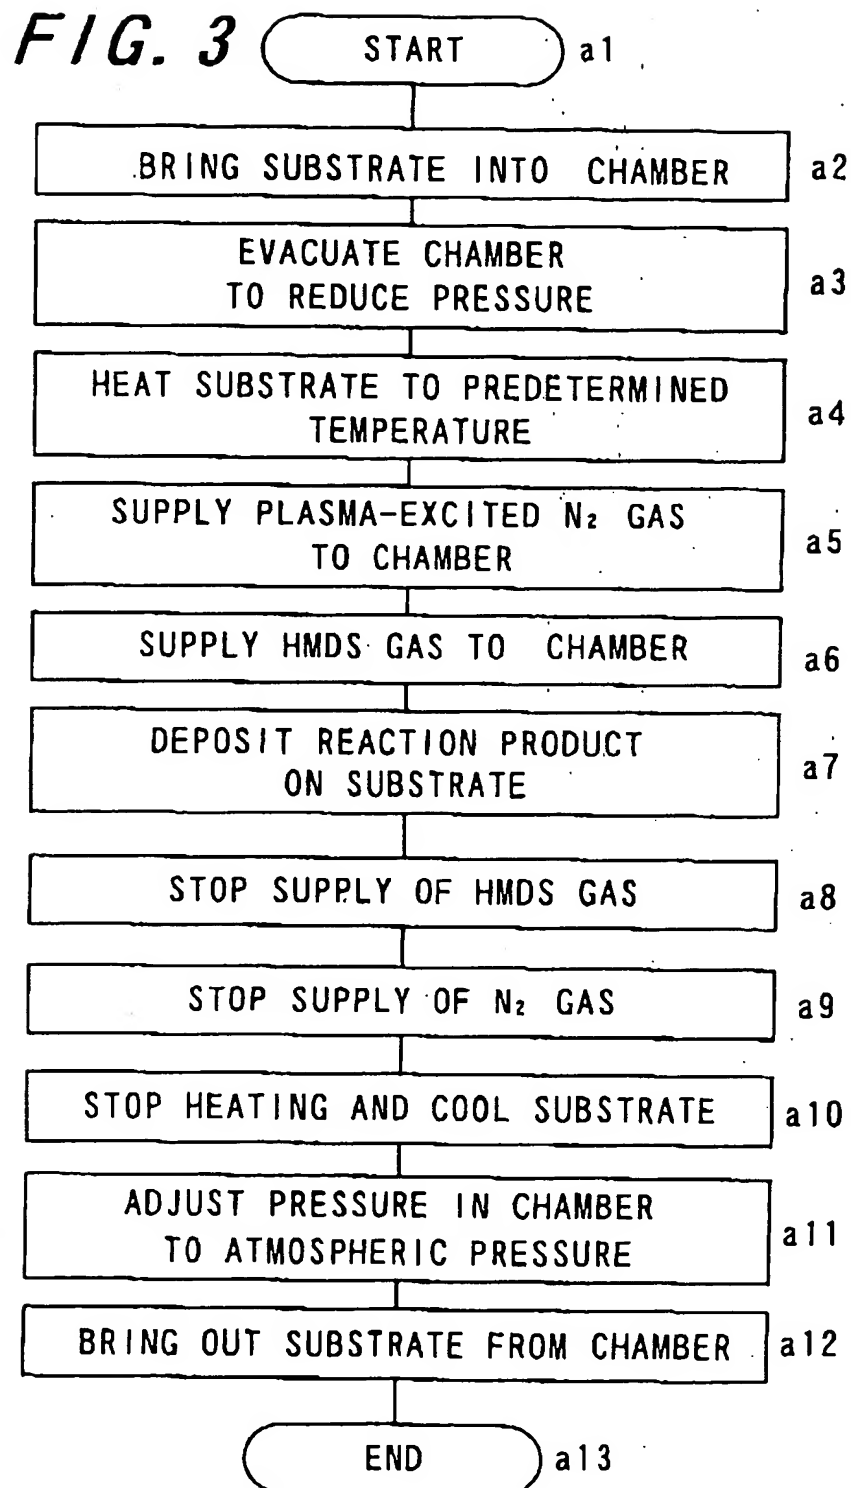 FIG. 3
START a1
BRING SUBSTRATE INTO CHAMBER a2
EVACUATE CHAMBER
TO REDUCE PRESSURE a3
HEAT SUBSTRATE TO PREDETERMINED
TEMPERATURE a4
SUPPLY PLASMA-EXCITED N₂ GAS
TO CHAMBER a5
SUPPLY HMDS GAS TO CHAMBER a6
DEPOSIT REACTION PRODUCT
ON SUBSTRATE a7
STOP SUPPLY OF HMDS GAS a8
STOP SUPPLY OF N₂ GAS a9
STOP HEATING AND COOL SUBSTRATE a10
ADJUST PRESSURE IN CHAMBER
TO ATMOSPHERIC PRESSURE a11
BRING OUT SUBSTRATE FROM CHAMBER a12
END a13